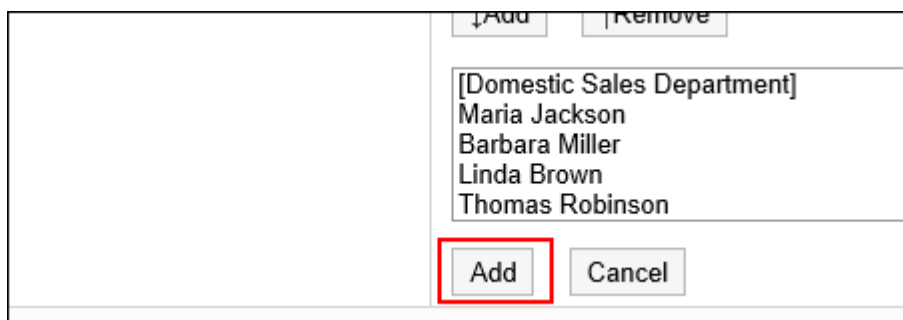 ↓Add ↑Remove
[Domestic Sales Department]
Maria Jackson
Barbara Miller
Linda Brown
Thomas Robinson
Add Cancel